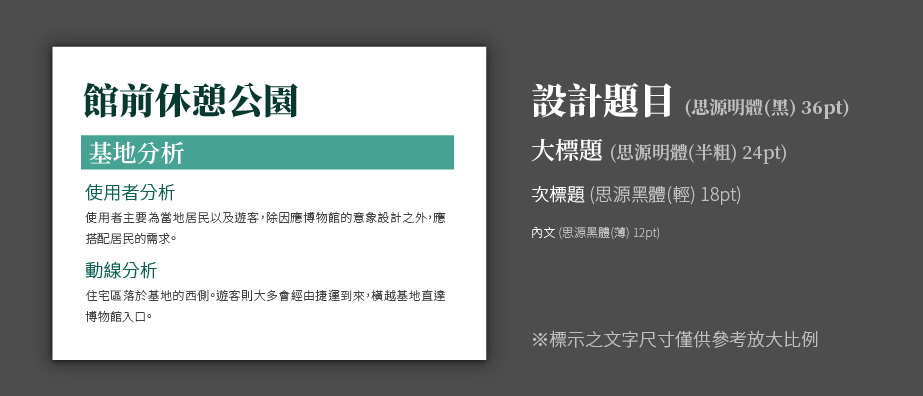 館前休憩公園
基地分析
使用者分析
使用者主要為當地居民以及遊客，除因應博物館的意象設計之外，應
搭配居民的需求。
動線分析
住宅區落於基地的西側。遊客則大多會經由捷運到來，橫越基地直達
博物館入口。
設計題目 (思源明體(黑) 36pt)
大標題 (思源明體(半粗) 24pt)
次標題 (思源黑體(輕) 18pt)
內文 (思源黑體(薄) 12pt)
※標示之文字尺寸僅供參考放大比例